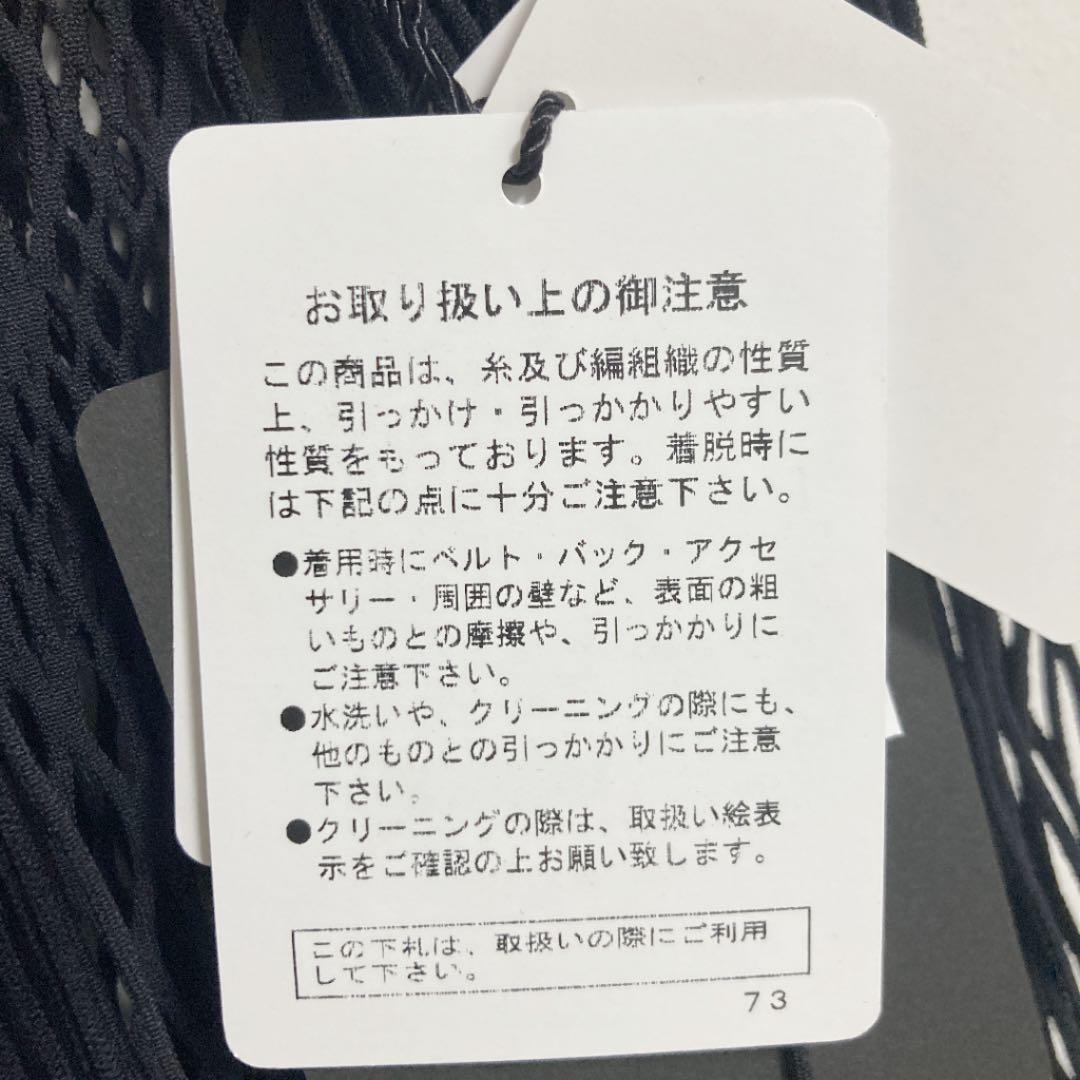 お取り扱い上の御注意
この商品は、糸及び編組織の性質
上、引っかけ・引っかかりやすい
性質をもっております。着脱時に
は下記の点に十分ご注意下さい。
●着用時にベルト・バック・アクセ
サリー・周囲の壁など、表面の粗
いものとの摩擦や、引っかかりに
ご注意下さい。
●水洗いや、クリーニングの際にも、
他のものとの引っかかりにご注意
下さい。
●クリーニングの際は、取扱い絵表
示をご確認の上お願い致します。
この下札は、取扱いの際にご利用
して下さい。
73